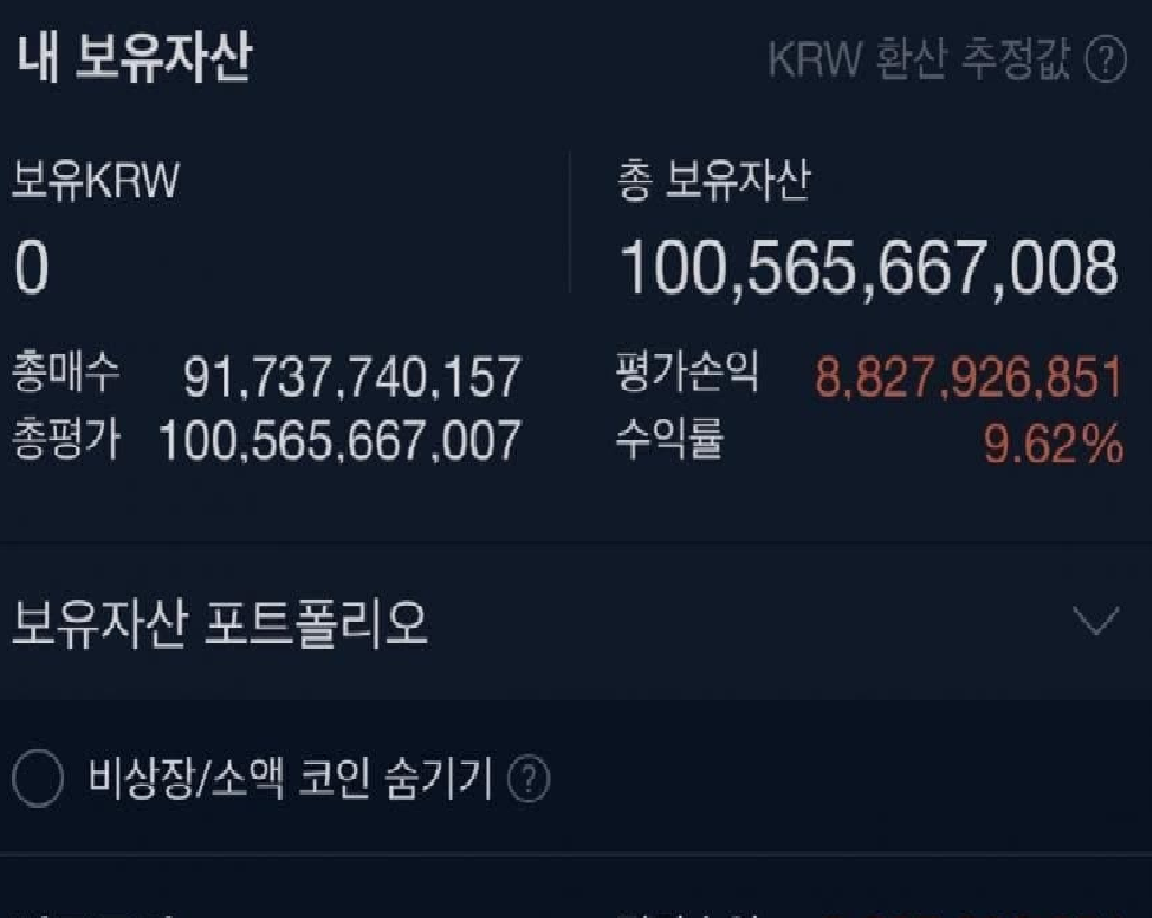 내 보유자산 KRW 환산 추정값 ?
보유KRW 총 보유자산
0 100,565,667,008
총매수 91,737,740,157 평가손익 8,827,926,851
총평가 100,565,667,007 수익률 9.62%
보유자산 포트폴리오
비상장/소액 코인 숨기기 ?